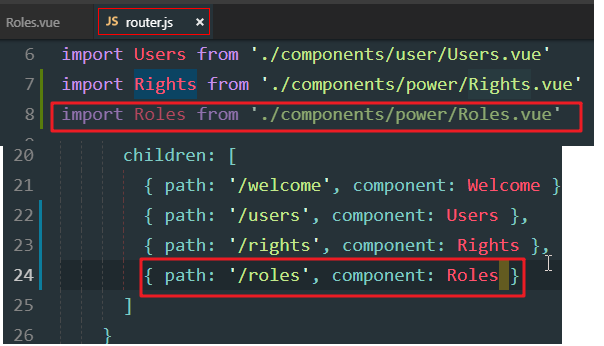 Roles.vue JS router.js ×
6 import Users from './components/user/Users.vue'
7 import Rights from './components/power/Rights.vue'
8 import Roles from './components/power/Roles.vue'
20 children: [
21 { path: '/welcome', component: Welcome }
22 { path: '/users', component: Users },
23 { path: '/rights', component: Rights },
24 { path: '/roles', component: Roles }
25 ]
26 }